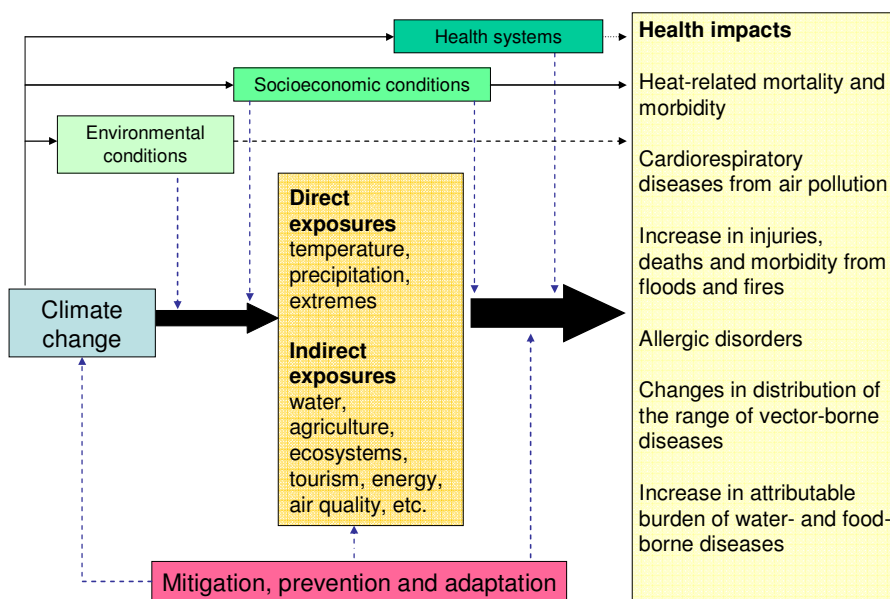 Health systems
Socioeconomic conditions
Environmental
conditions
Climate
change
Direct
exposures
temperature,
precipitation,
extremes
Indirect
exposures
water,
agriculture,
ecosystems,
tourism, energy,
air quality, etc.
Mitigation, prevention and adaptation
Health impacts
Heat-related mortality and
morbidity
Cardiorespiratory
diseases from air pollution
Increase in injuries,
deaths and morbidity from
floods and fires
Allergic disorders
Changes in distribution of
the range of vector-borne
diseases
Increase in attributable
burden of water- and food-
borne diseases